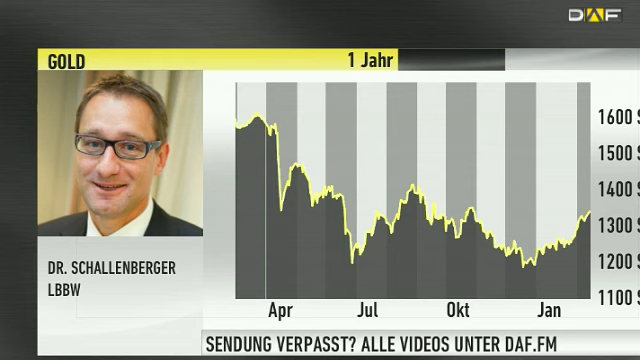 DAF
GOLD
1 Jahr
1600 $
1500 $
1400 $
1300 $
1200 $
1100 $
Apr Jul Okt Jan
DR. SCHALLENBERGER
LBBW
SENDUNG VERPASST? ALLE VIDEOS UNTER DAF.FM